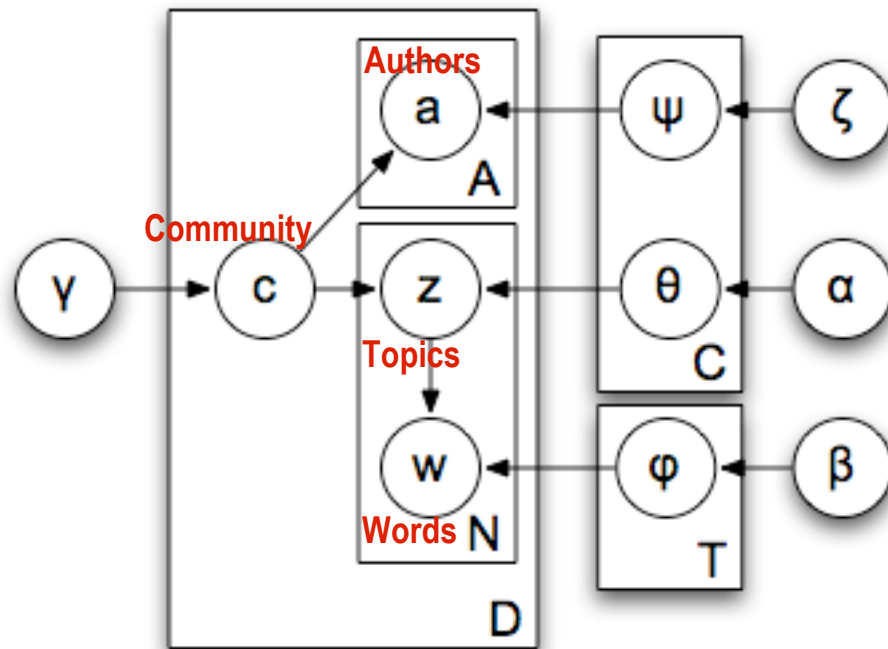 Authors
a
ψ
ζ
A
Community
γ
c
z
θ
α
Topics
C
w
φ
β
Words
N
T
D